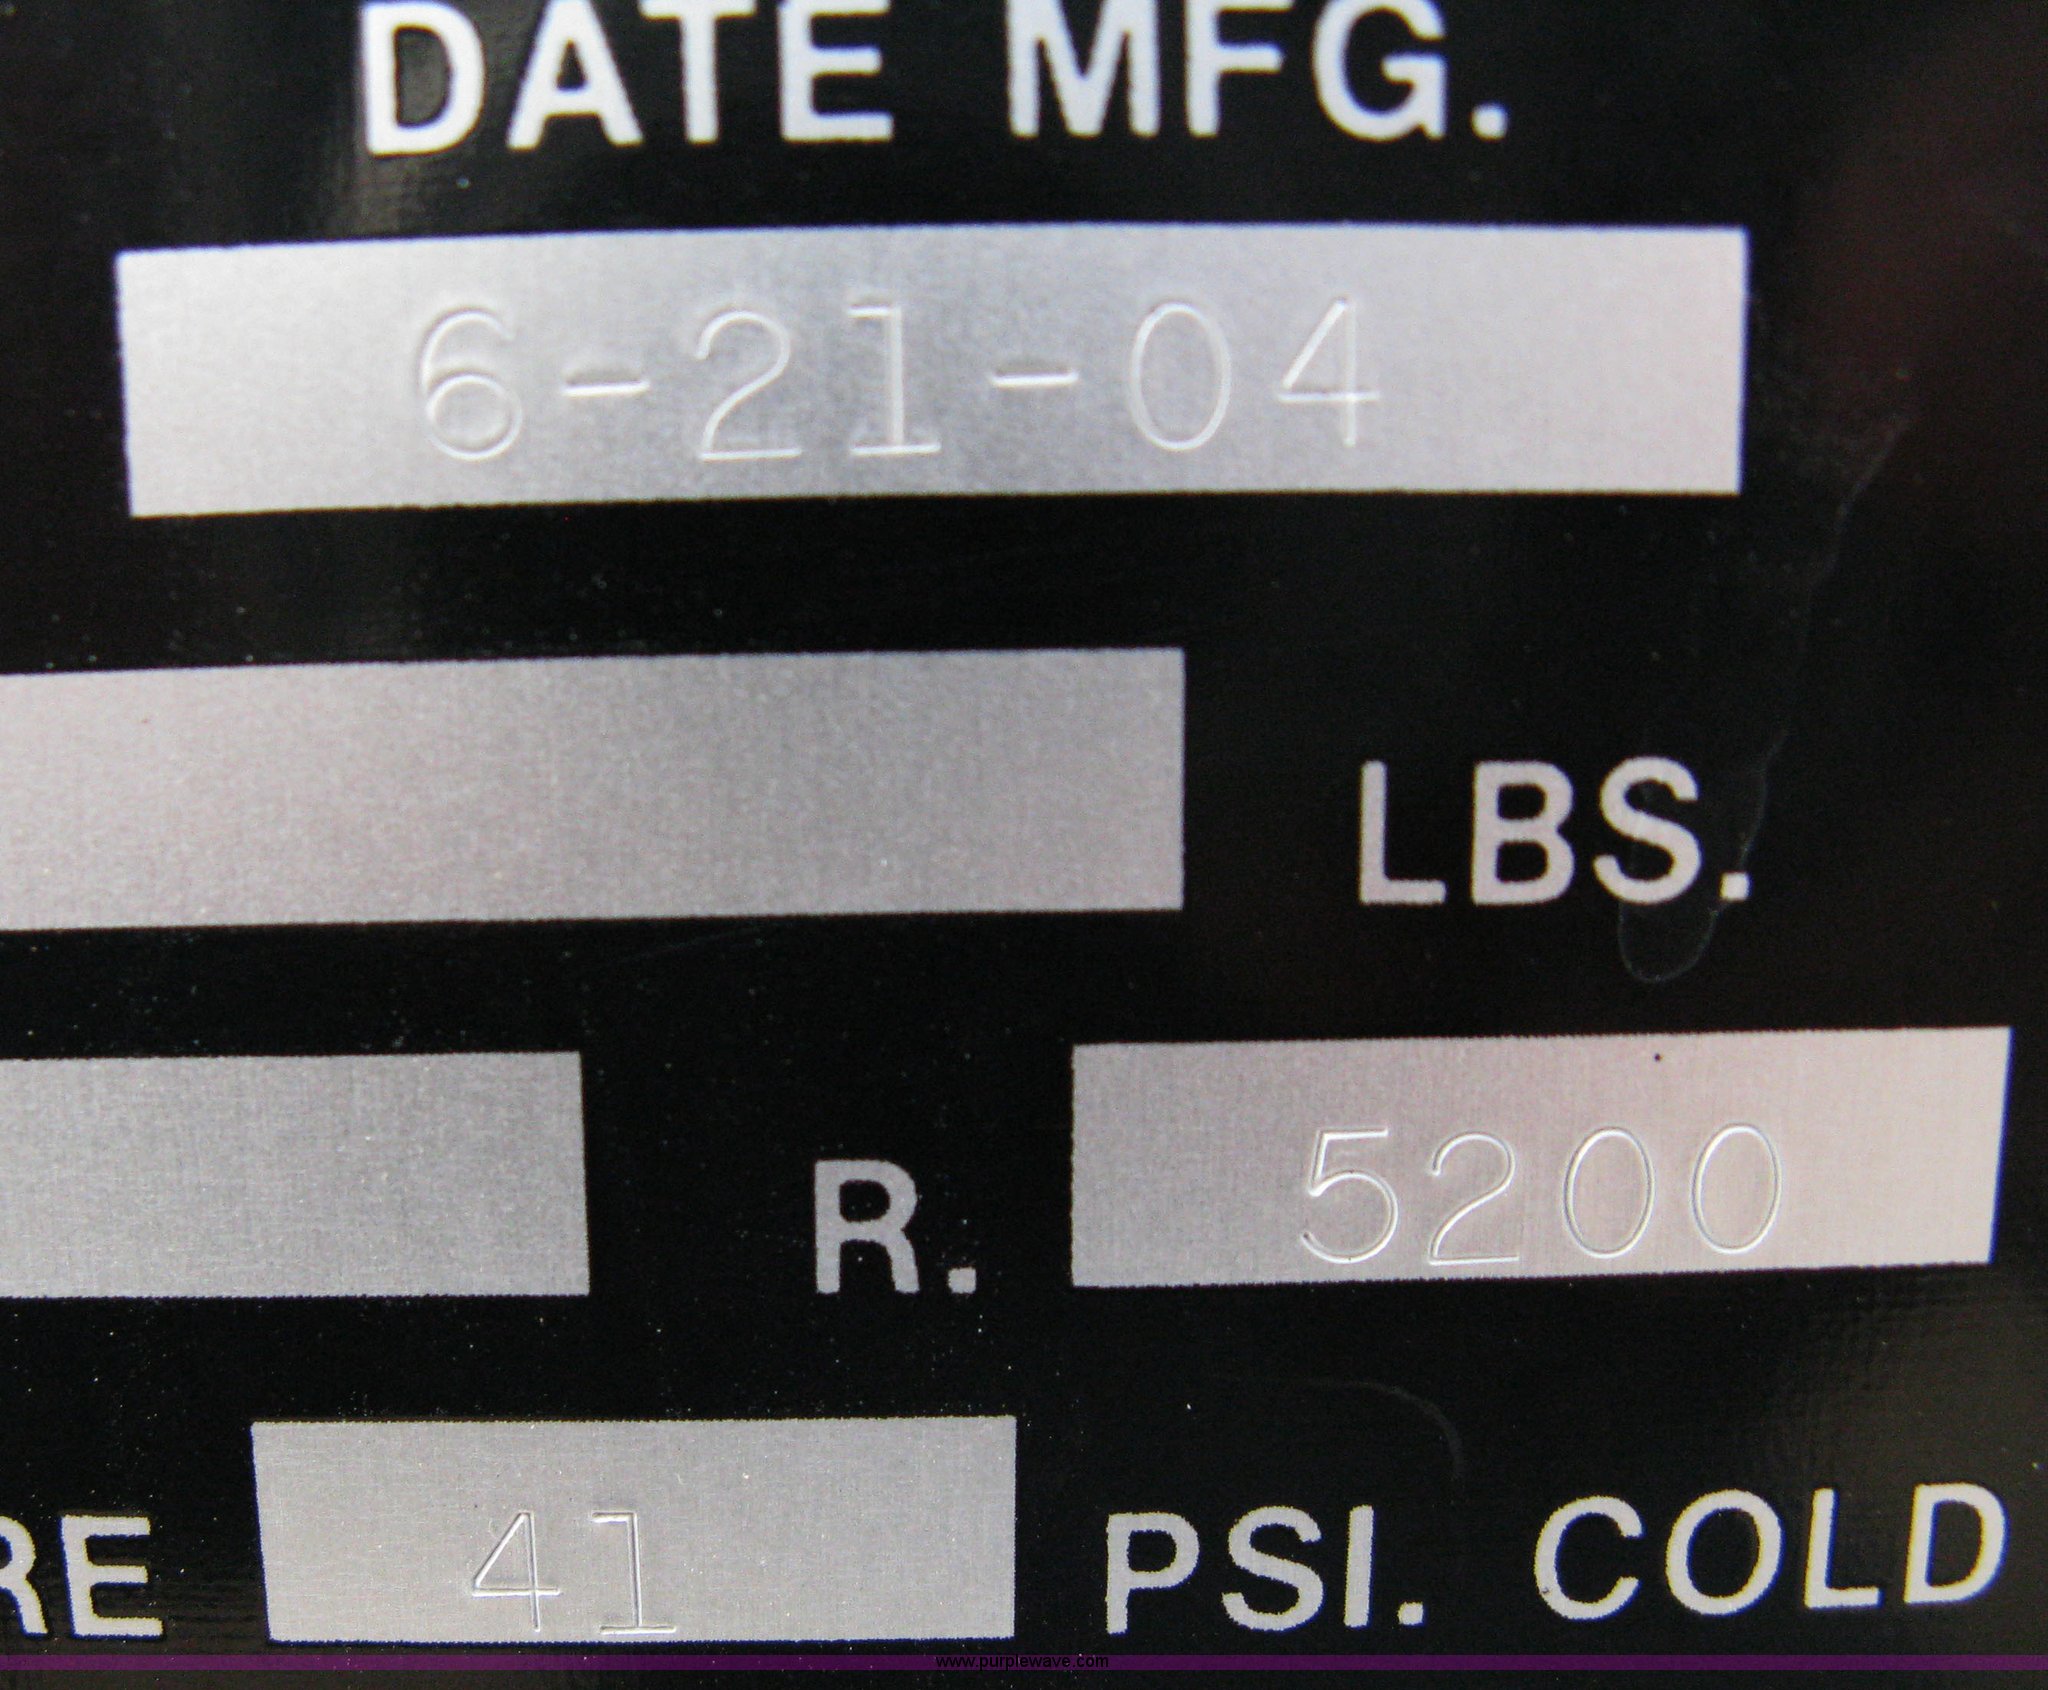 DATE MFG.
6-21-04
LBS.
R. 5200
RE 41 PSI. COLD
www.purplewave.com